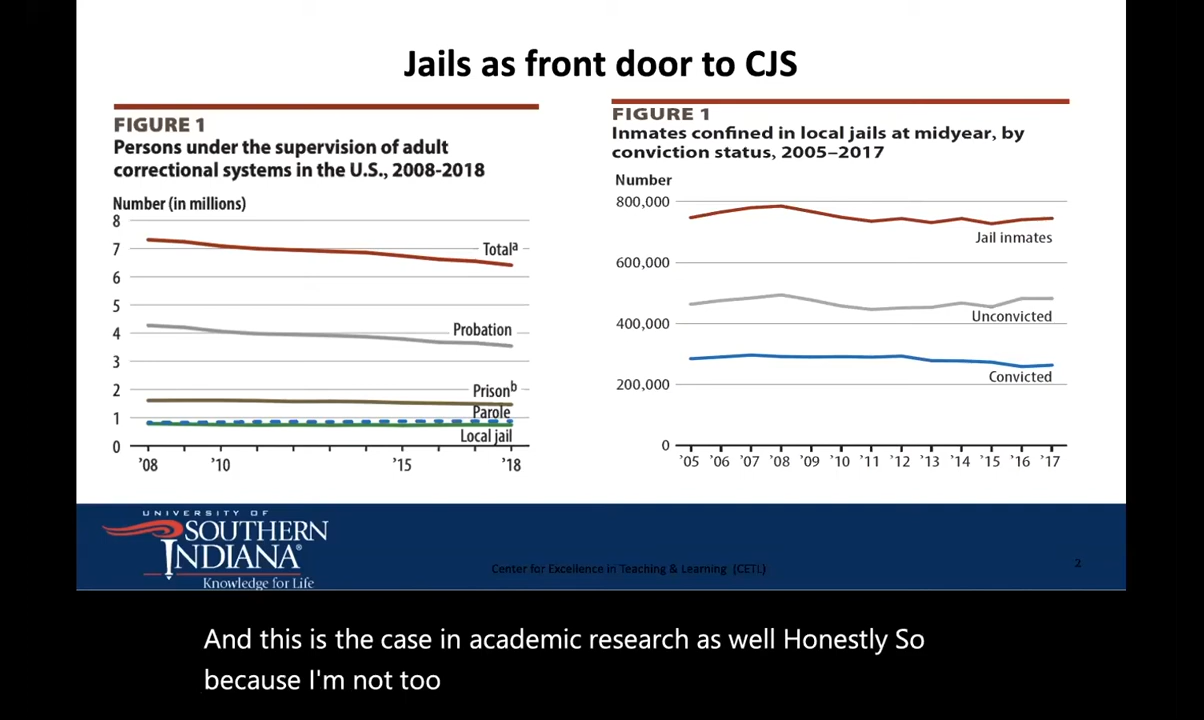 Jails as front door to CJS
FIGURE 1
Persons under the supervision of adult
correctional systems in the U.S., 2008-2018
Number (in millions)
8
7
6
5
4
3
2
1
0
Totalᵃ
Probation
Prisonᵇ
Parole
Local jail
'08 '10 '15 '18
FIGURE 1
Inmates confined in local jails at midyear, by
conviction status, 2005–2017
Number
800,000
600,000
400,000
200,000
0
Jail inmates
Unconvicted
Convicted
'05 '06 '07 '08 '09 '10 '11 '12 '13 '14 '15 '16 '17
UNIVERSITY OF
SOUTHERN
INDIANA®
Knowledge for Life
Center for Excellence in Teaching & Learning (CETL)
2
And this is the case in academic research as well Honestly So
because I'm not too